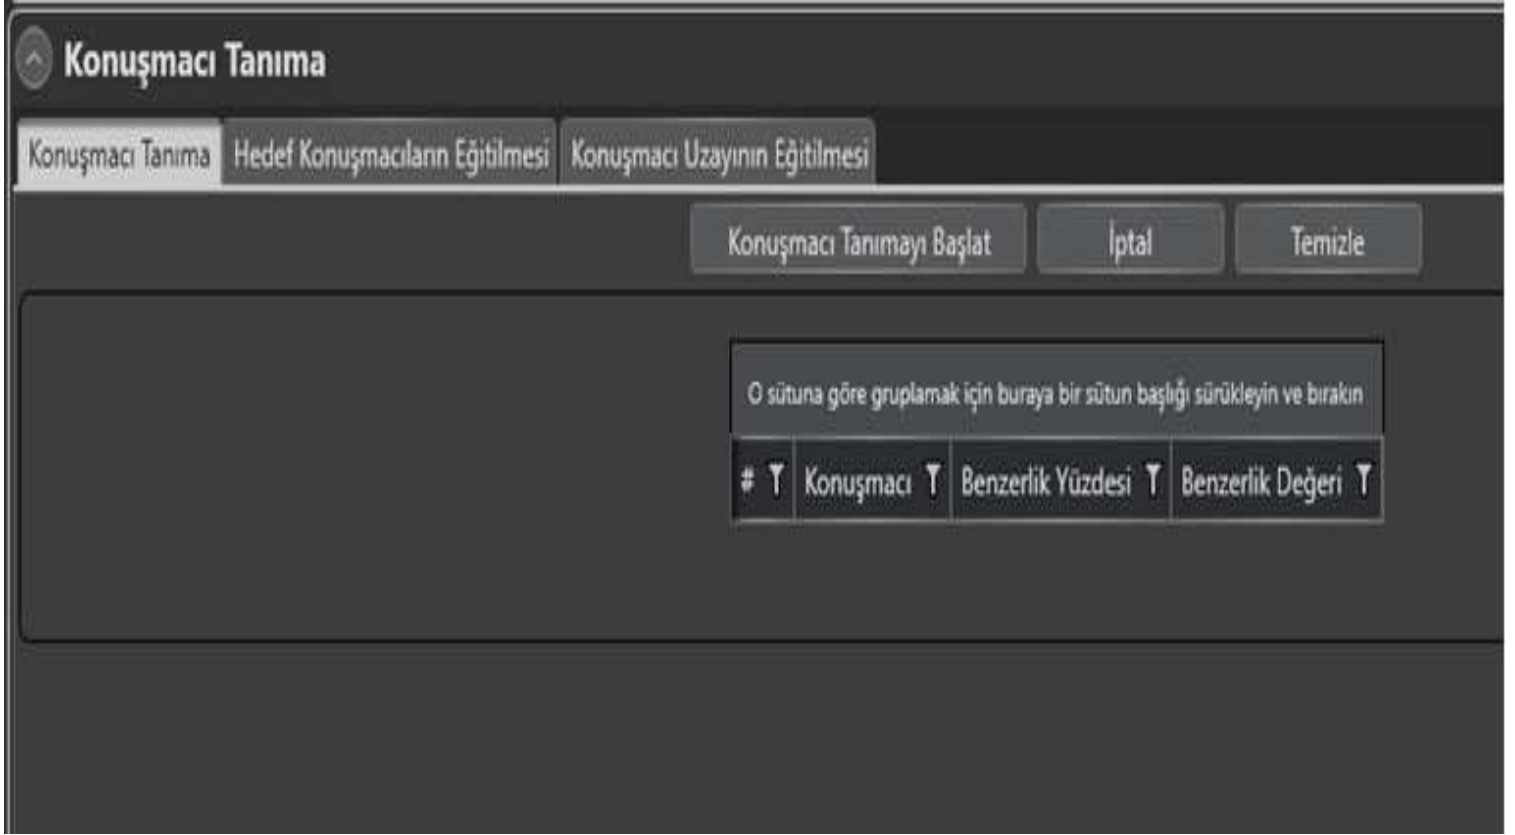 Konuşmacı Tanıma
Konuşmacı Tanıma Hedef Konuşmacıların Eğitilmesi Konuşmacı Uzayının Eğitilmesi
Konuşmacı Tanımayı Başlat İptal Temizle
O sütuna göre gruplamak için buraya bir sütun başlığı sürükleyin ve bırakın
# Konuşmacı Benzerlik Yüzdesi Benzerlik Değeri